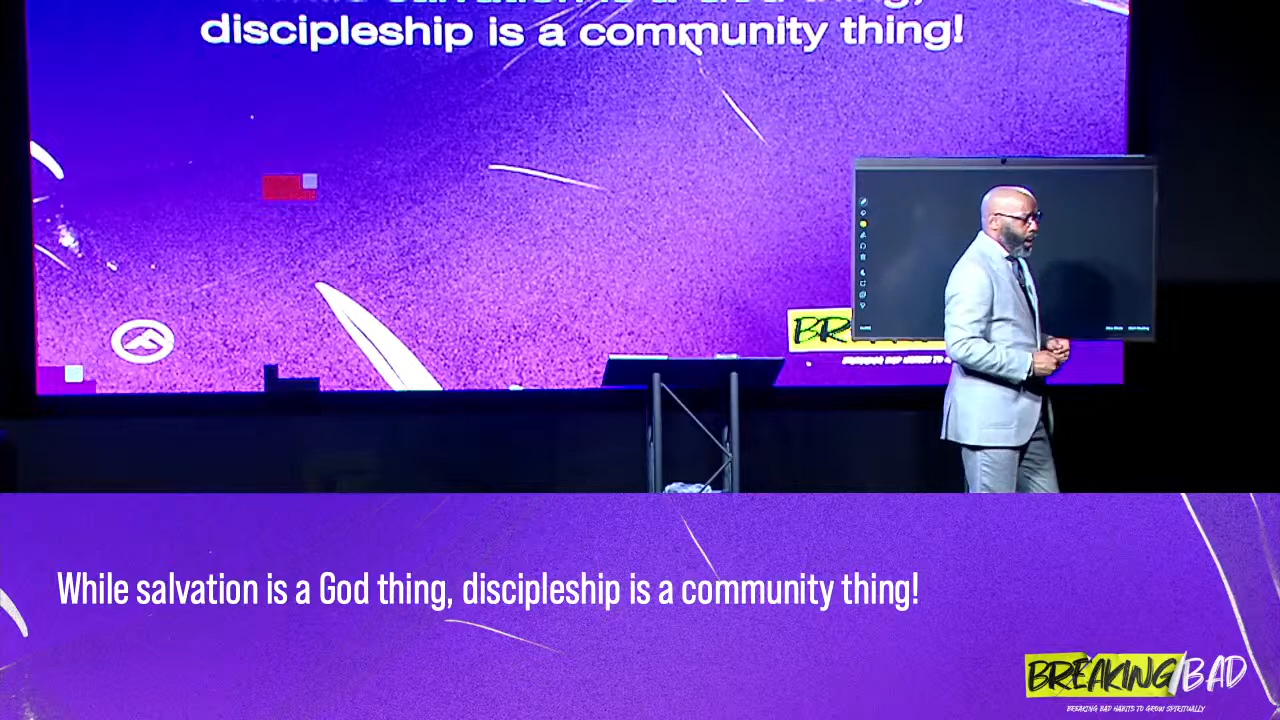 discipleship is a community thing!
BR
While salvation is a God thing, discipleship is a community thing!
BREAKING/BAD
BREAKING BAD HABITS TO GROW SPIRITUALLY